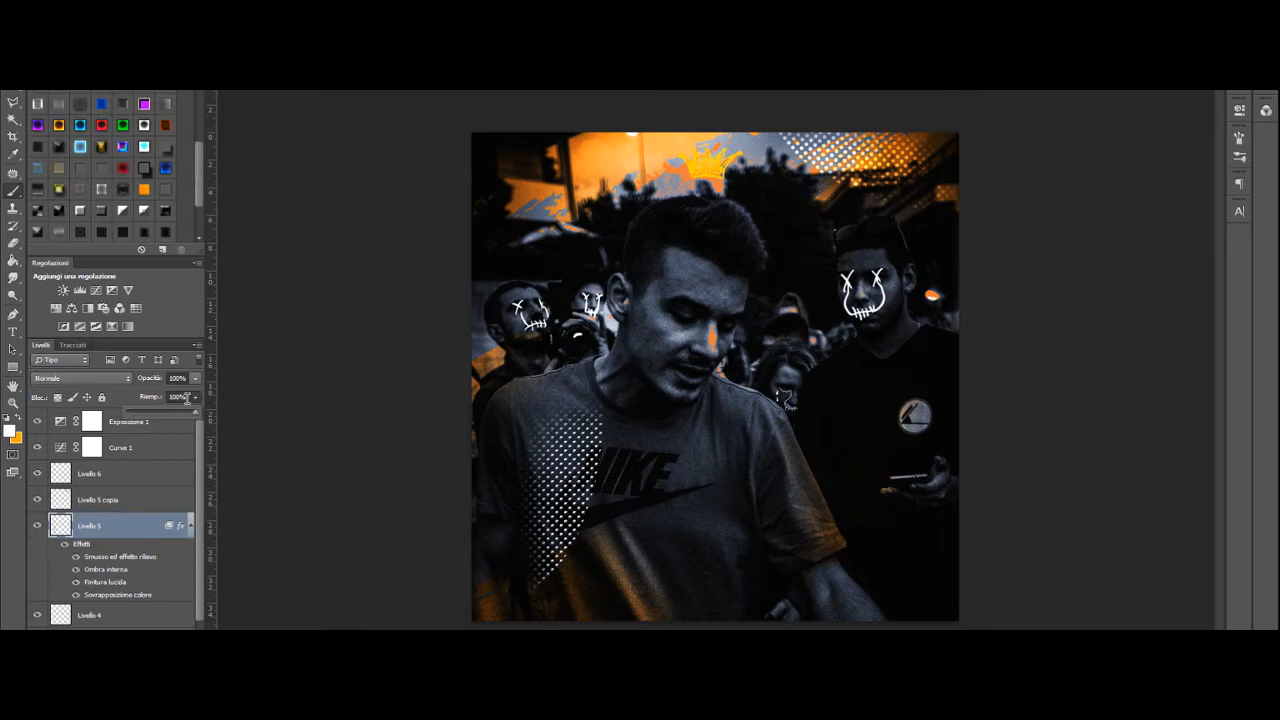 Regolazioni
Aggiungi una regolazione
Livelli Tracciati
Tipo
Normale Opacità: 100%
Bloc.: Riemp.: 100%
Esposizione 1
Curve 1
Livello 6
Livello 5 copia
Livello 5 fx
Effetti
Smusso ed effetto rilievo
Ombra interna
Finitura lucida
Sovrapposizione colore
Livello 4
NIKE